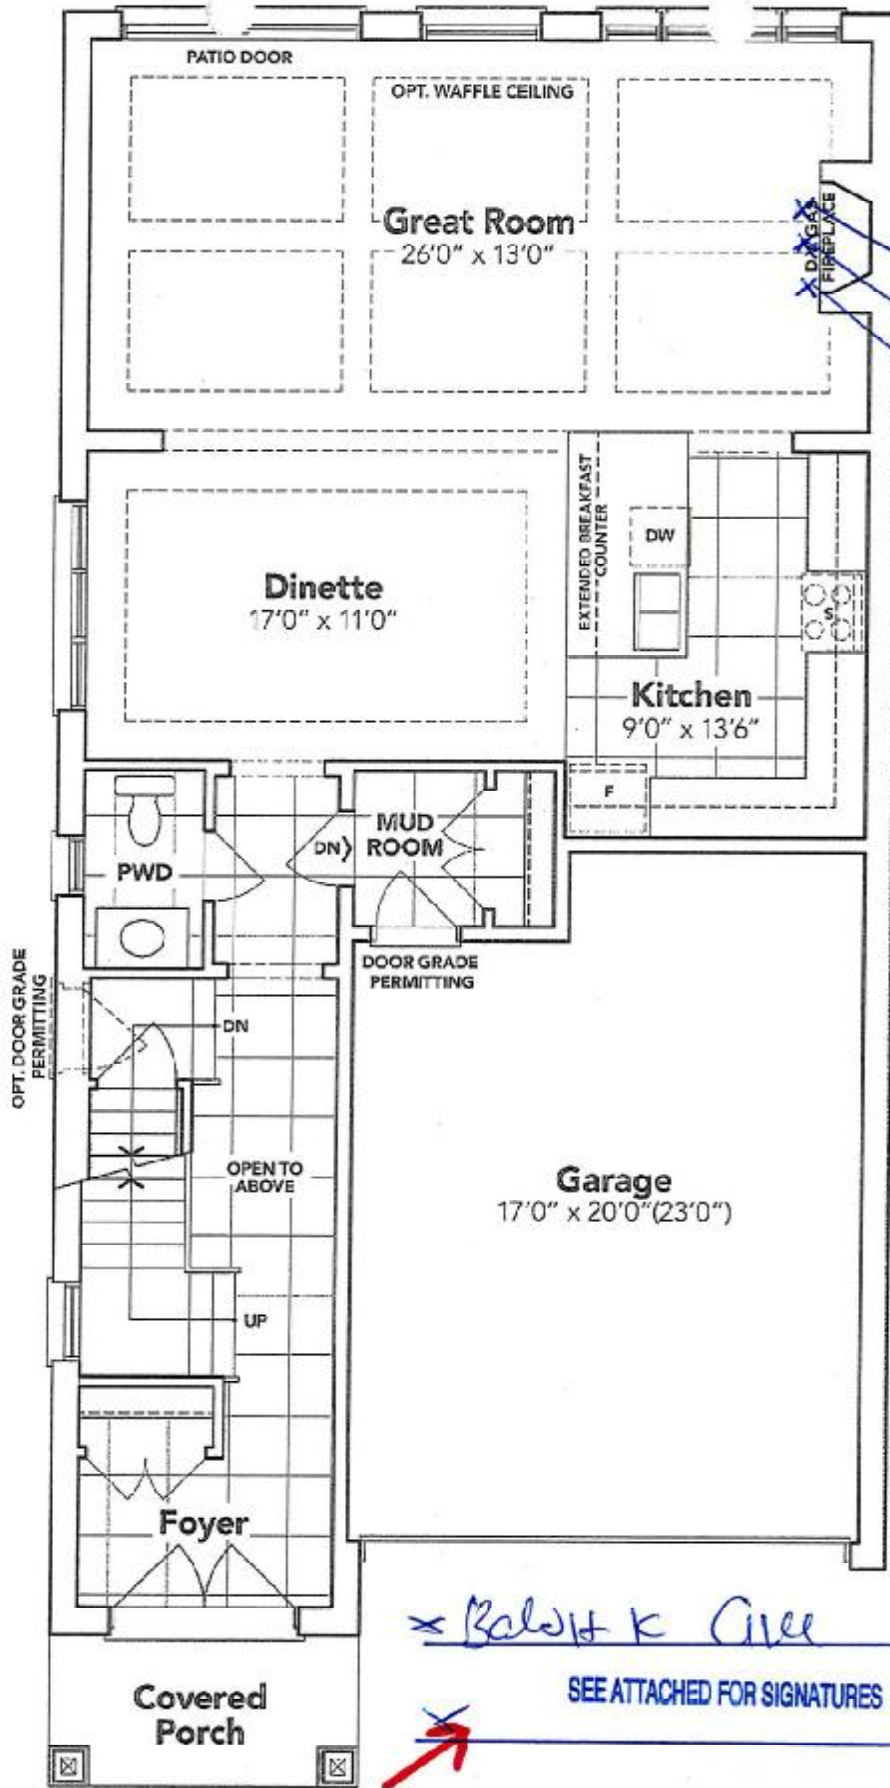 PATIO DOOR
OPT. WAFFLE CEILING
Great Room
26'0" x 13'0"
GAS
FIREPLACE
Dinette
17'0" x 11'0"
EXTENDED BREAKFAST
COUNTER
DW
S
Kitchen
9'0" x 13'6"
F
MUD
ROOM
DN
PWD
DOOR GRADE
PERMITTING
OPT. DOOR GRADE
PERMITTING
DN
OPEN TO
ABOVE
Garage
17'0" x 20'0"(23'0")
UP
Foyer
SEE ATTACHED FOR SIGNATURES
Covered
Porch